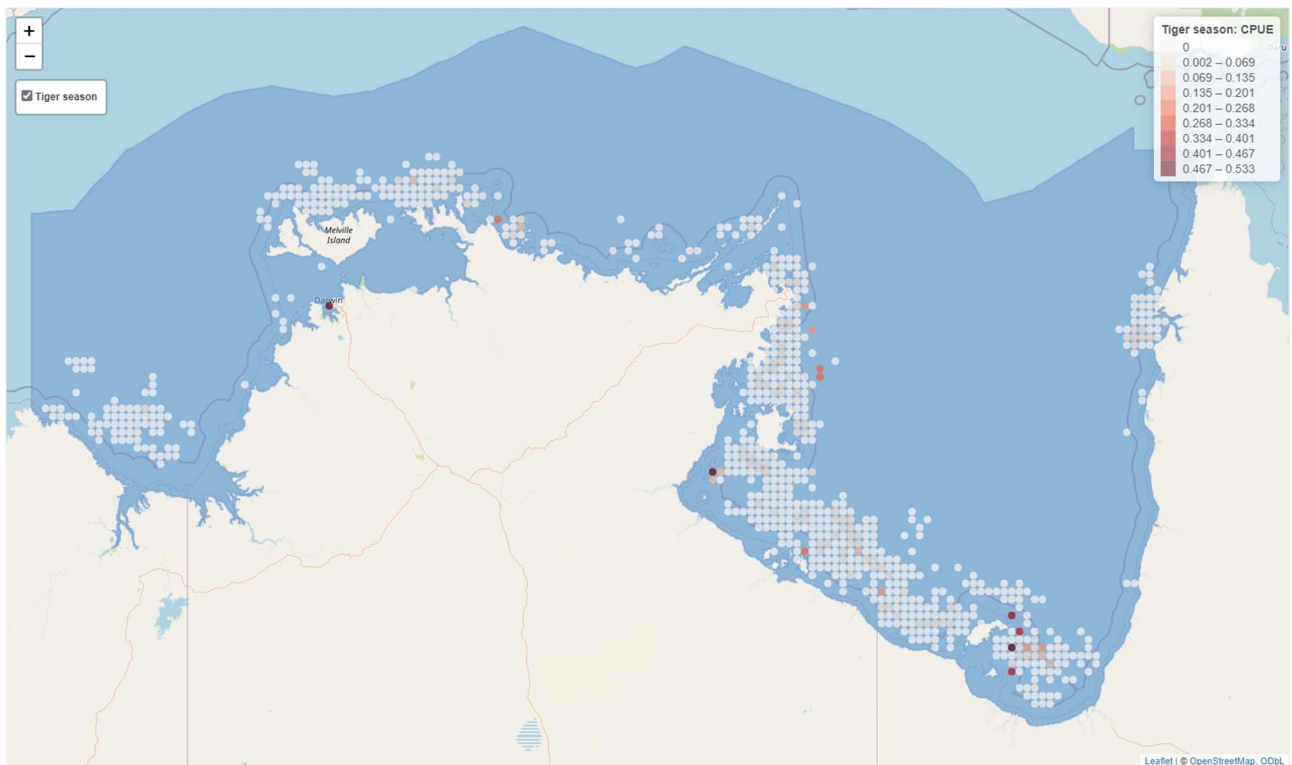 +
−
Tiger season
Tiger season: CPUE
0
0.002 – 0.069
0.069 – 0.135
0.135 – 0.201
0.201 – 0.268
0.268 – 0.334
0.334 – 0.401
0.401 – 0.467
0.467 – 0.533
Daru
Melville
Island
Darwin
Leaflet | © OpenStreetMap, ODbL